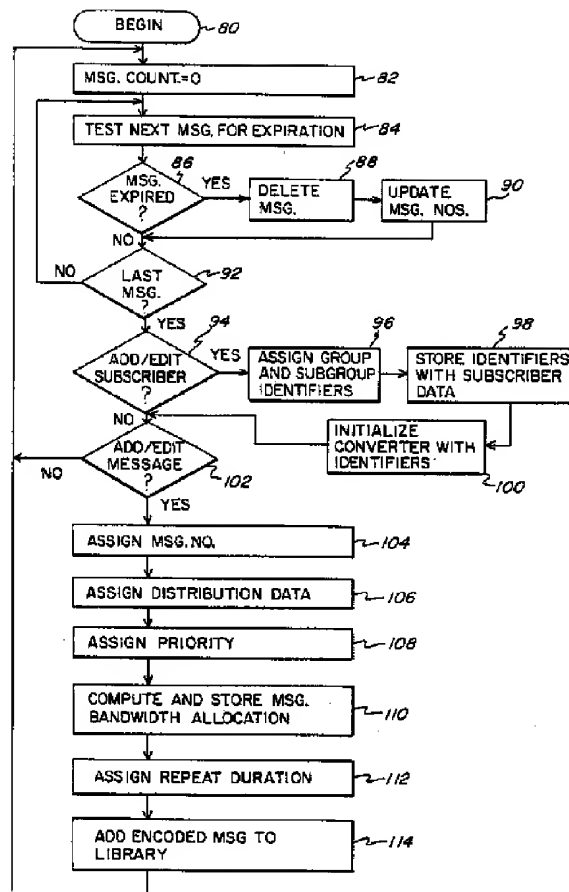 BEGIN
80
MSG. COUNT.=0
82
TEST NEXT MSG. FOR EXPIRATION
84
86
MSG.
EXPIRED
?
YES
88
DELETE
MSG.
UPDATE
MSG. NOS.
90
NO
NO
LAST
MSG.
?
92
YES
94
ADD/EDIT
SUBSCRIBER
?
YES
96
ASSIGN GROUP
AND SUBGROUP
IDENTIFIERS
98
STORE IDENTIFIERS
WITH SUBSCRIBER
DATA
NO
INITIALIZE
CONVERTER WITH
IDENTIFIERS
100
NO
ADD/EDIT
MESSAGE
?
102
YES
ASSIGN MSG. NO.
104
ASSIGN DISTRIBUTION DATA
106
ASSIGN PRIORITY
108
COMPUTE AND STORE MSG.
BANDWIDTH ALLOCATION
110
ASSIGN REPEAT DURATION
112
ADD ENCODED MSG TO
LIBRARY
114